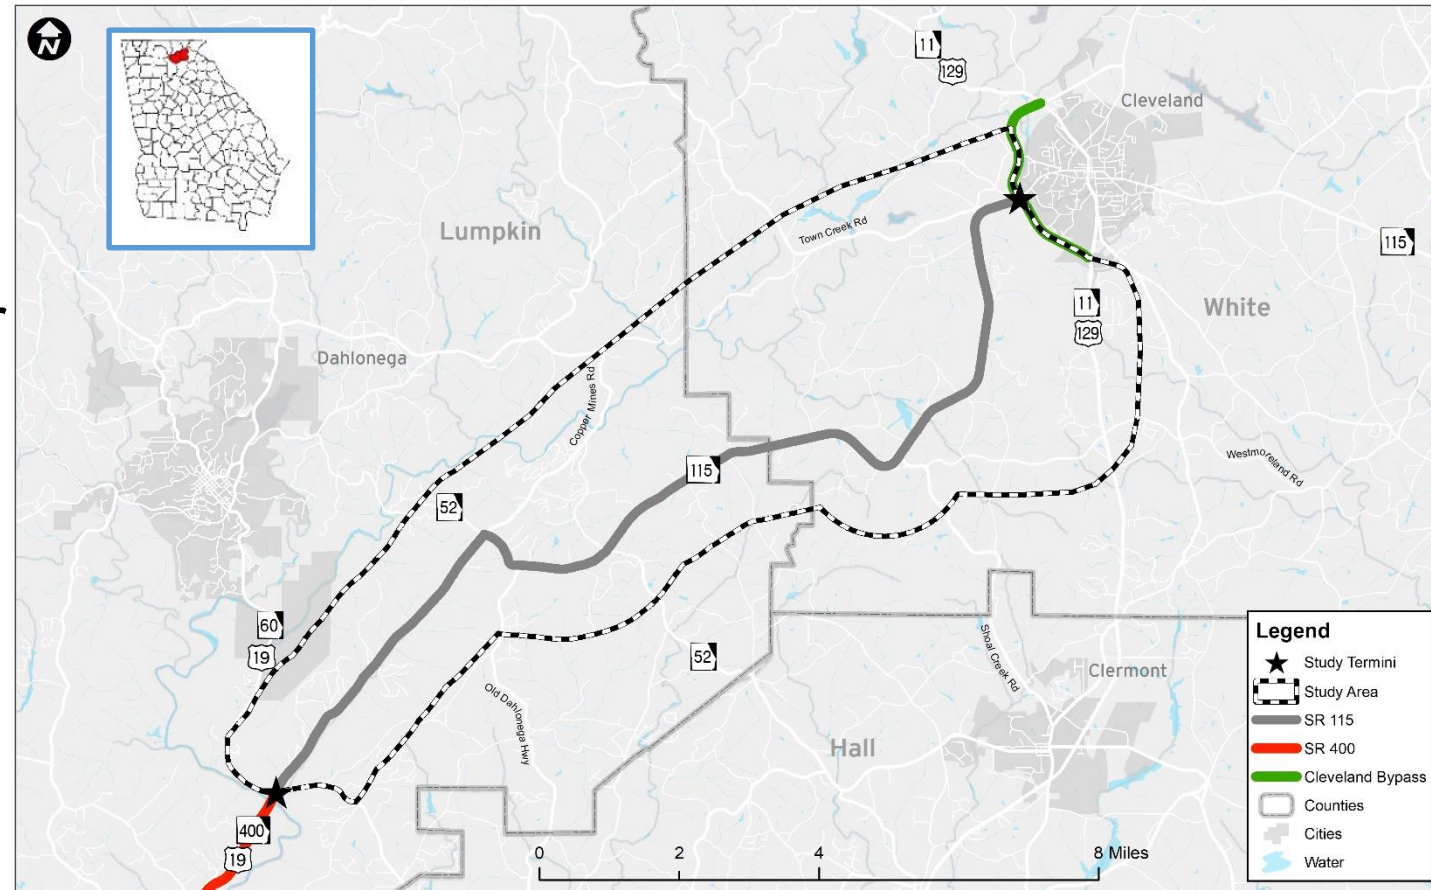 N
11
129
Cleveland
Lumpkin
Town Creek Rd
115
11
129
White
Dahlonega
Copper Mines Rd
115
Westmoreland Rd
52
60
19
52
Shoal Creek Rd
Clermont
Old Dahlonega Hwy
Hall
400
19
0 2 4 8 Miles
Legend
Study Termini
Study Area
SR 115
SR 400
Cleveland Bypass
Counties
Cities
Water